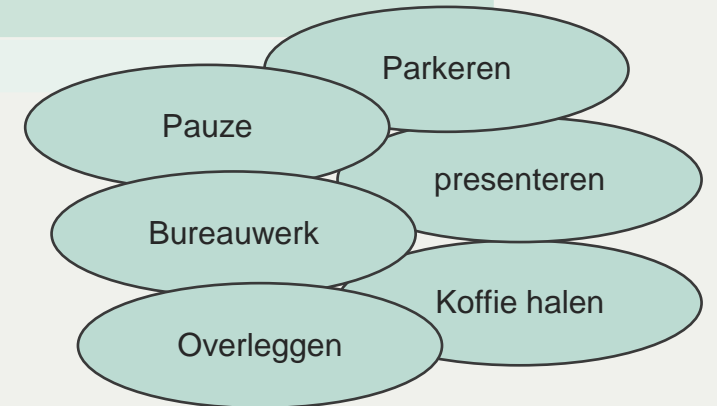 Parkeren
Pauze
presenteren
Bureauwerk
Koffie halen
Overleggen